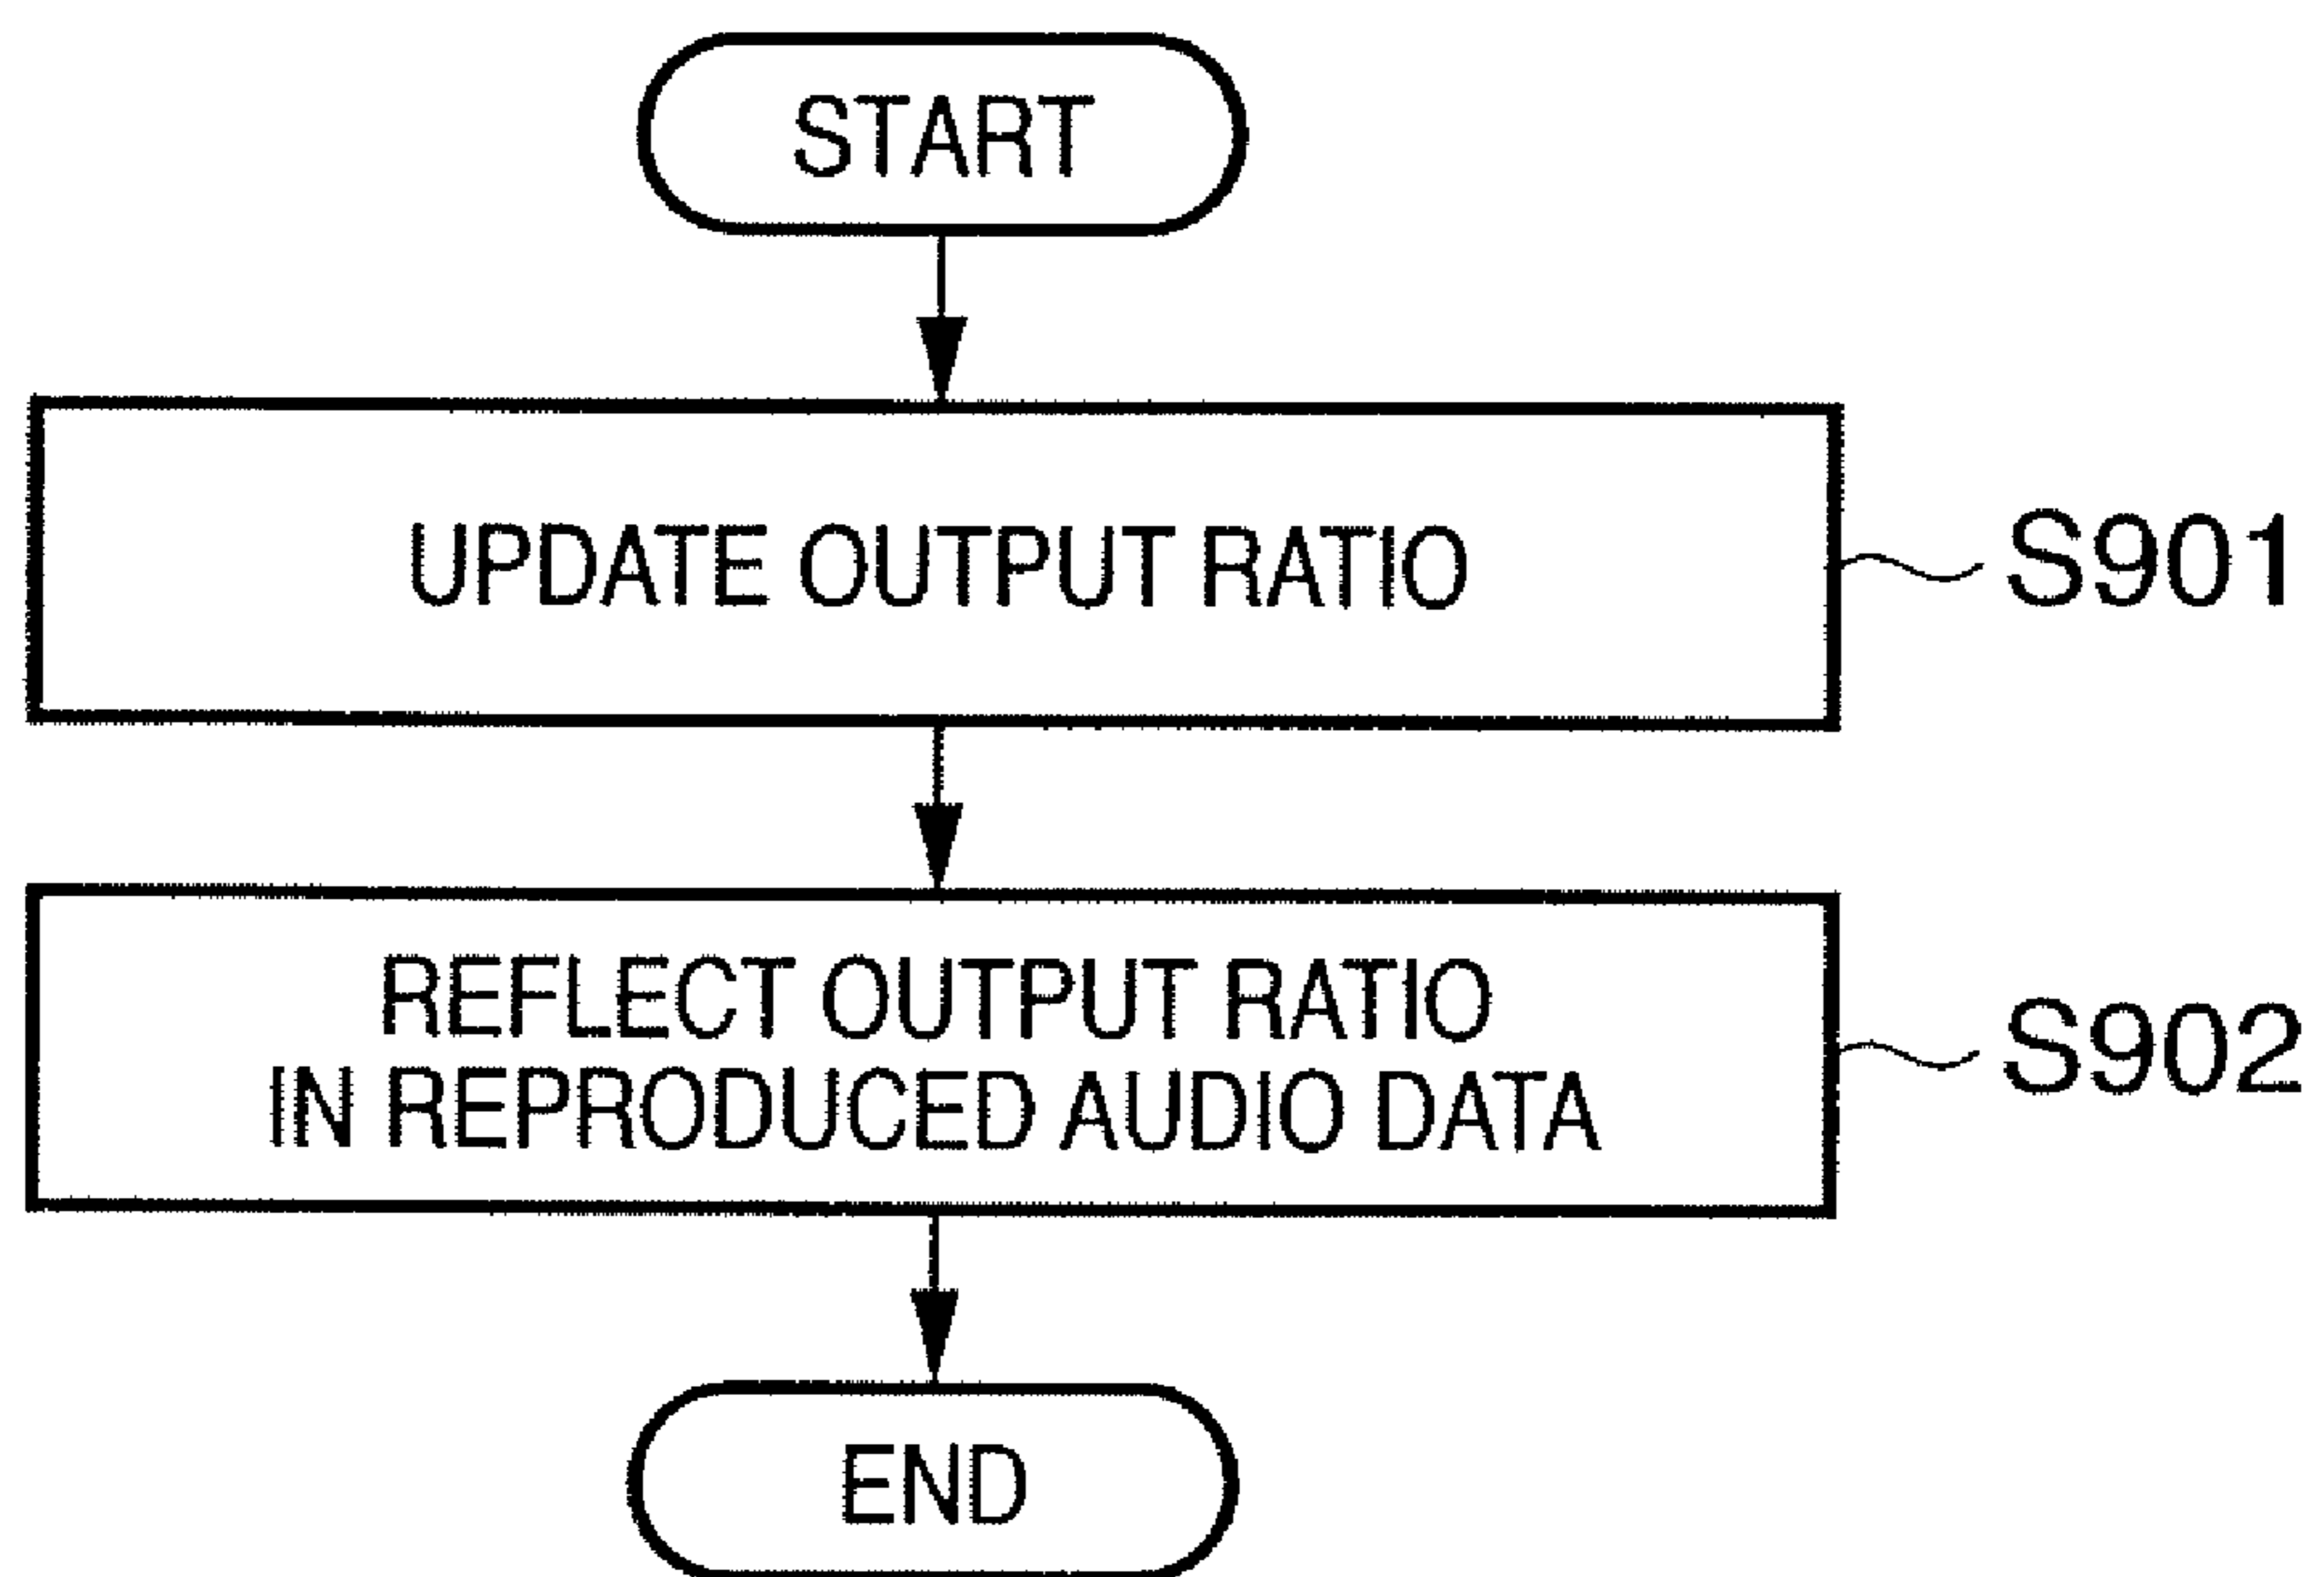 START
UPDATE OUTPUT RATIO
S901
REFLECT OUTPUT RATIO
IN REPRODUCED AUDIO DATA
S902
END